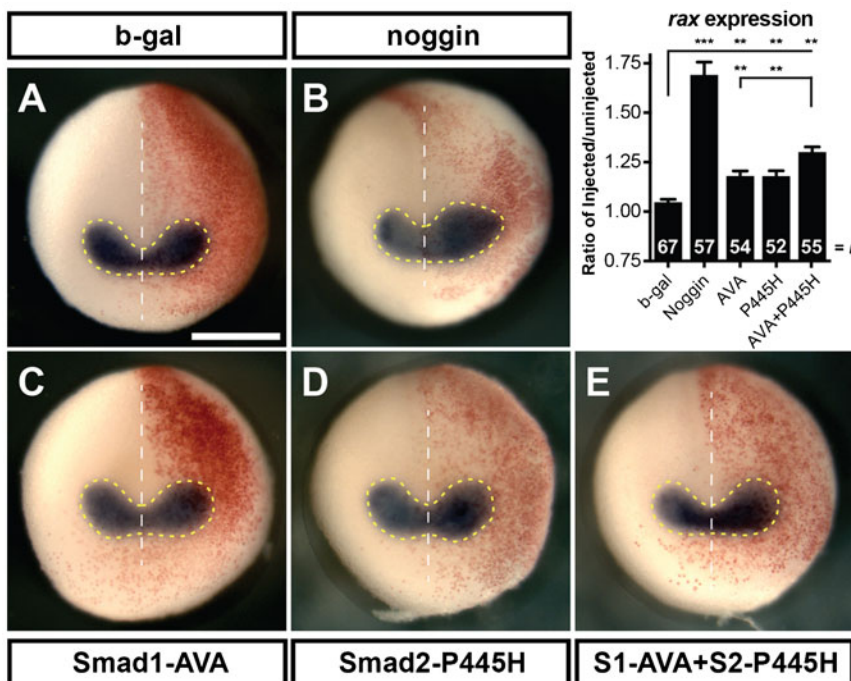 b-gal
noggin
rax expression
A
B
Ratio of Injected/uninjected
1.75
1.50
1.25
1.00
0.75
*** ** ** **
** **
67 57 54 52 55 =
b-gal
Noggin
AVA
P445H
AVA+P445H
C
D
E
Smad1-AVA
Smad2-P445H
S1-AVA+S2-P445H